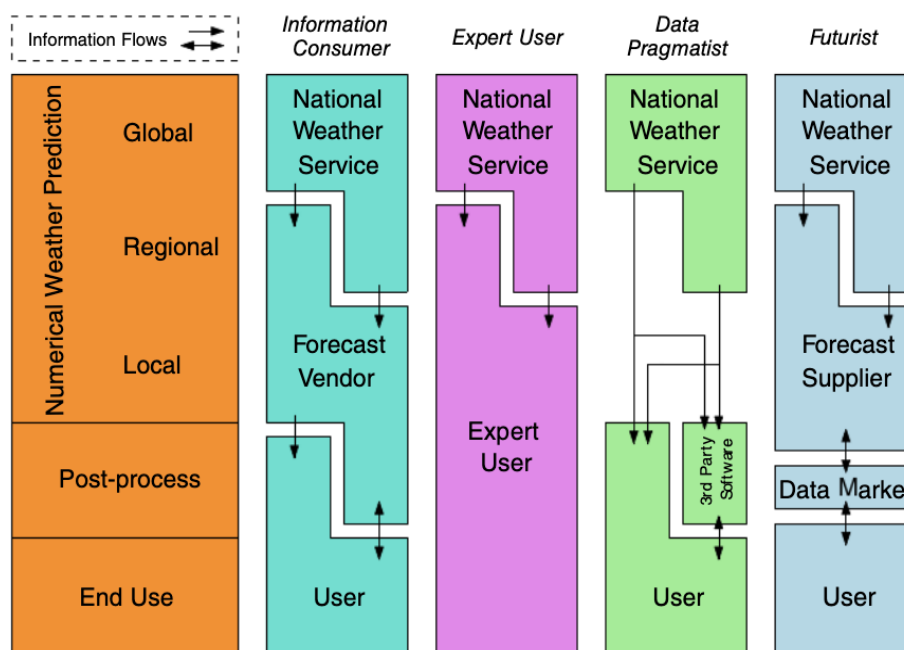 Information Flows
Information
Consumer
Expert User
Data
Pragmatist
Futurist
Numerical Weather Prediction
Global
Regional
Local
Post-process
End Use
National
Weather
Service
Forecast
Vendor
User
National
Weather
Service
Expert
User
National
Weather
Service
3rd Party
Software
User
National
Weather
Service
Forecast
Supplier
Data Marke
User